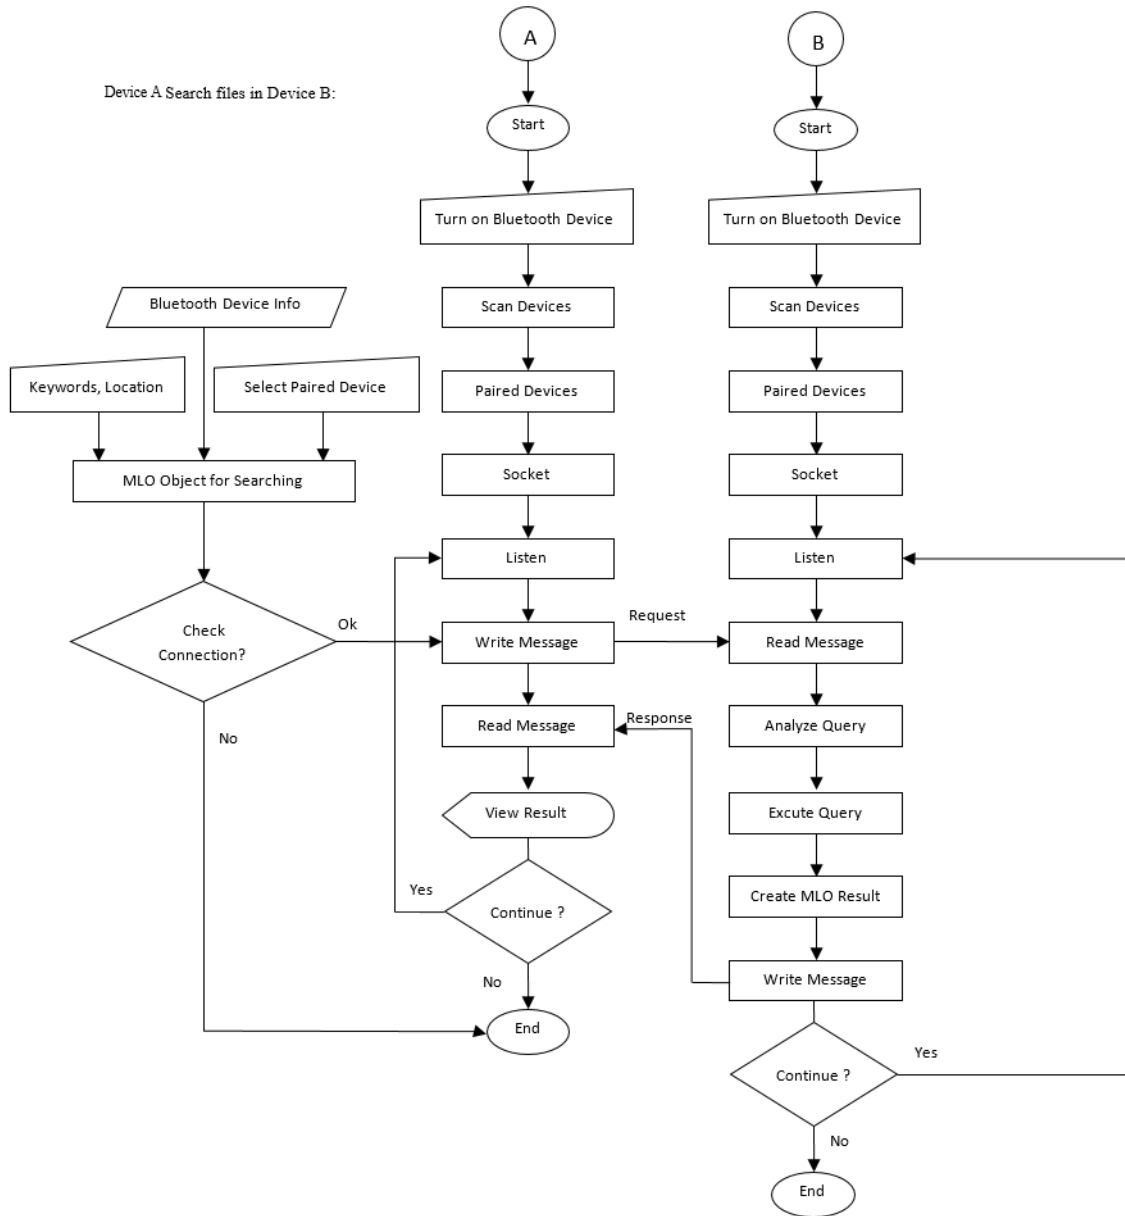 A
B
Device A Search files in Device B:
Start
Start
Turn on Bluetooth Device
Turn on Bluetooth Device
Bluetooth Device Info
Scan Devices
Scan Devices
Keywords, Location
Select Paired Device
Paired Devices
Paired Devices
MLO Object for Searching
Socket
Socket
Listen
Listen
Check
Connection?
Ok
Write Message
Request
Read Message
No
Read Message
Response
Analyze Query
View Result
Excute Query
Yes
Continue ?
Create MLO Result
No
Write Message
End
Continue ?
Yes
No
End